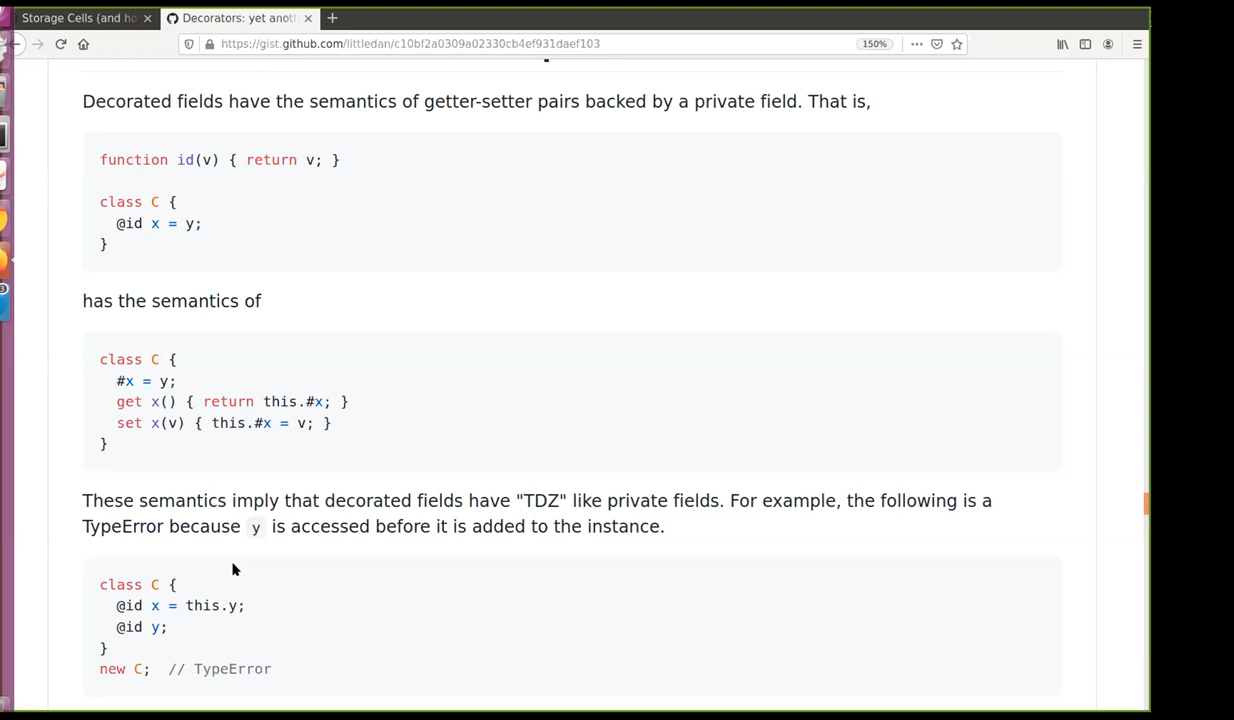 Storage Cells (and ho
Decorators: yet anoth
https://gist.github.com/littledan/c10bf2a0309a02330cb4ef931daef103
150%
Decorated fields have the semantics of getter-setter pairs backed by a private field. That is,
function id(v) { return v; }
class C {
@id x = y;
}
has the semantics of
class C {
#x = y;
get x() { return this.#x; }
set x(v) { this.#x = v; }
}
These semantics imply that decorated fields have "TDZ" like private fields. For example, the following is a
TypeError because y is accessed before it is added to the instance.
class C {
@id x = this.y;
@id y;
}
new C; // TypeError